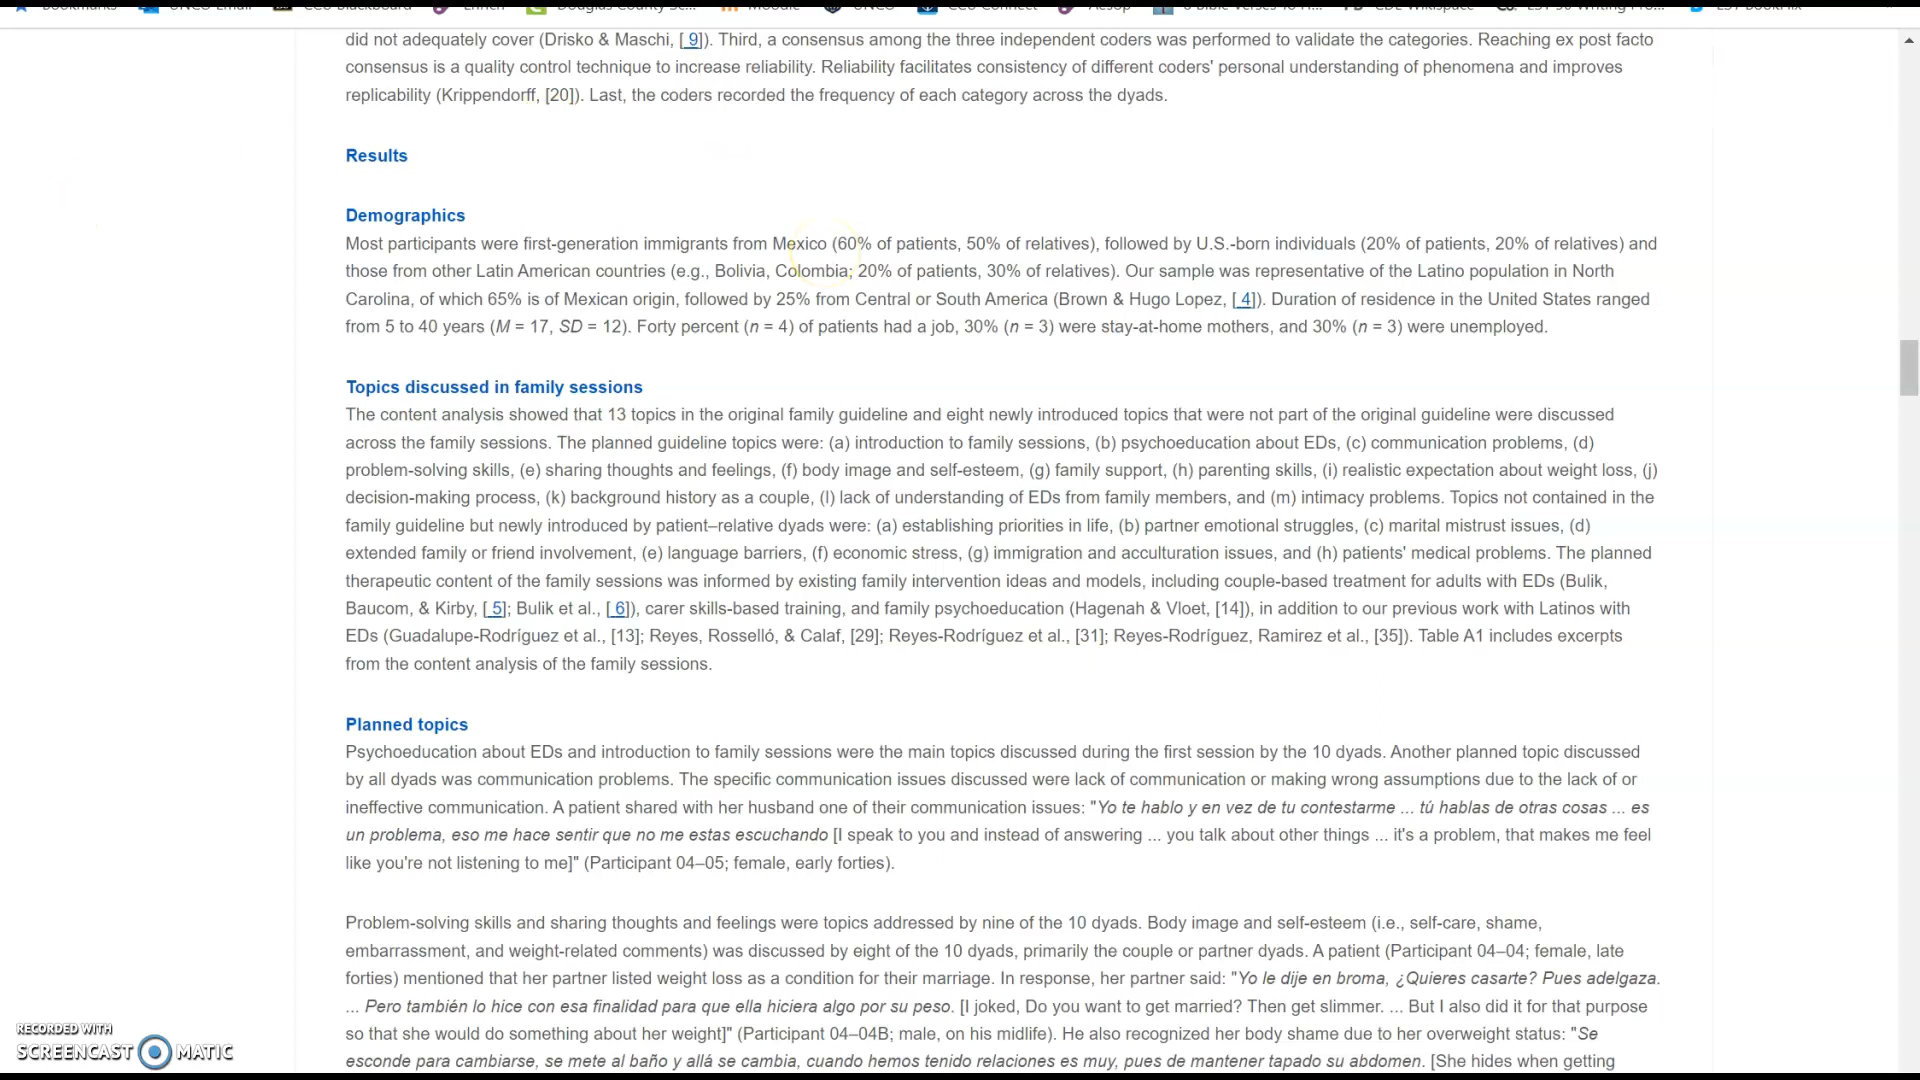 did not adequately cover (Drisko & Maschi, [ 9]). Third, a consensus among the three independent coders was performed to validate the categories. Reaching ex post facto
consensus is a quality control technique to increase reliability. Reliability facilitates consistency of different coders' personal understanding of phenomena and improves
replicability (Krippendorff, [20]). Last, the coders recorded the frequency of each category across the dyads.
Results
Demographics
Most participants were first-generation immigrants from Mexico (60% of patients, 50% of relatives), followed by U.S.-born individuals (20% of patients, 20% of relatives) and
those from other Latin American countries (e.g., Bolivia, Colombia; 20% of patients, 30% of relatives). Our sample was representative of the Latino population in North
Carolina, of which 65% is of Mexican origin, followed by 25% from Central or South America (Brown & Hugo Lopez, [ 4]). Duration of residence in the United States ranged
from 5 to 40 years (M = 17, SD = 12). Forty percent (n = 4) of patients had a job, 30% (n = 3) were stay-at-home mothers, and 30% (n = 3) were unemployed.
Topics discussed in family sessions
The content analysis showed that 13 topics in the original family guideline and eight newly introduced topics that were not part of the original guideline were discussed
across the family sessions. The planned guideline topics were: (a) introduction to family sessions, (b) psychoeducation about EDs, (c) communication problems, (d)
problem-solving skills, (e) sharing thoughts and feelings, (f) body image and self-esteem, (g) family support, (h) parenting skills, (i) realistic expectation about weight loss, (j)
decision-making process, (k) background history as a couple, (l) lack of understanding of EDs from family members, and (m) intimacy problems. Topics not contained in the
family guideline but newly introduced by patient–relative dyads were: (a) establishing priorities in life, (b) partner emotional struggles, (c) marital mistrust issues, (d)
extended family or friend involvement, (e) language barriers, (f) economic stress, (g) immigration and acculturation issues, and (h) patients' medical problems. The planned
therapeutic content of the family sessions was informed by existing family intervention ideas and models, including couple-based treatment for adults with EDs (Bulik,
Baucom, & Kirby, [ 5]; Bulik et al., [ 6]), carer skills-based training, and family psychoeducation (Hagenah & Vloet, [14]), in addition to our previous work with Latinos with
EDs (Guadalupe-Rodríguez et al., [13]; Reyes, Rosselló, & Calaf, [29]; Reyes-Rodríguez et al., [31]; Reyes-Rodríguez, Ramirez et al., [35]). Table A1 includes excerpts
from the content analysis of the family sessions.
Planned topics
Psychoeducation about EDs and introduction to family sessions were the main topics discussed during the first session by the 10 dyads. Another planned topic discussed
by all dyads was communication problems. The specific communication issues discussed were lack of communication or making wrong assumptions due to the lack of or
ineffective communication. A patient shared with her husband one of their communication issues: "Yo te hablo y en vez de tu contestarme ... tú hablas de otras cosas ... es
un problema, eso me hace sentir que no me estas escuchando [I speak to you and instead of answering ... you talk about other things ... it's a problem, that makes me feel
like you're not listening to me]" (Participant 04–05; female, early forties).
Problem-solving skills and sharing thoughts and feelings were topics addressed by nine of the 10 dyads. Body image and self-esteem (i.e., self-care, shame,
embarrassment, and weight-related comments) was discussed by eight of the 10 dyads, primarily the couple or partner dyads. A patient (Participant 04–04; female, late
forties) mentioned that her partner listed weight loss as a condition for their marriage. In response, her partner said: "Yo le dije en broma, ¿Quieres casarte? Pues adelgaza.
... Pero también lo hice con esa finalidad para que ella hiciera algo por su peso. [I joked, Do you want to get married? Then get slimmer. ... But I also did it for that purpose
so that she would do something about her weight]" (Participant 04–04B; male, on his midlife). He also recognized her body shame due to her overweight status: "Se
esconde para cambiarse, se mete al baño y allá se cambia, cuando hemos tenido relaciones es muy, pues de mantener tapado su abdomen. [She hides when getting
RECORDED WITH
SCREENCAST MATIC